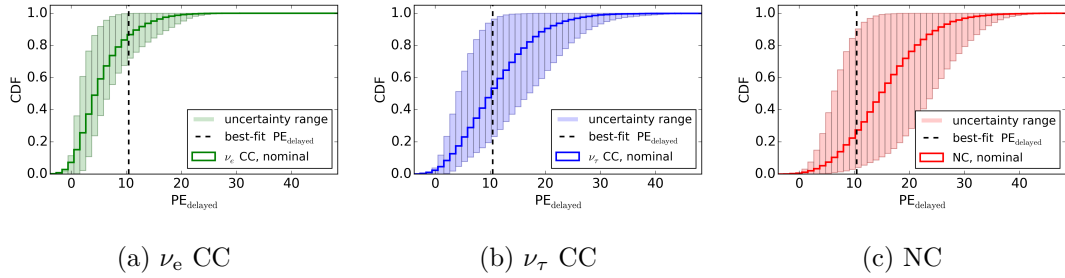 1.0
0.8
0.6
0.4
0.2
0.0
CDF
0 10 20 30 40
PE_delayed
uncertainty range
best-fit PE_delayed
ν_e CC, nominal
(a) ν_e CC
1.0
0.8
0.6
0.4
0.2
0.0
CDF
0 10 20 30 40
PE_delayed
uncertainty range
best-fit PE_delayed
ν_τ CC, nominal
(b) ν_τ CC
1.0
0.8
0.6
0.4
0.2
0.0
CDF
0 10 20 30 40
PE_delayed
uncertainty range
best-fit PE_delayed
NC, nominal
(c) NC